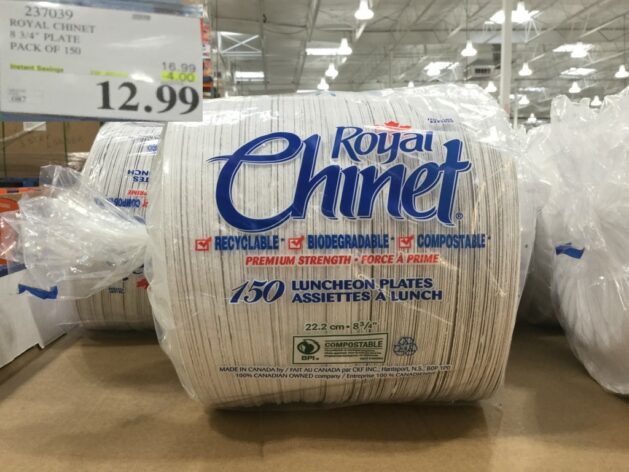 237039
ROYAL CHINET
8 3/4" PLATE
PACK OF 150
16.99
Instant Savings
4.00
12.99
Royal
Chinet®
RECYCLABLE • BIODEGRADABLE • COMPOSTABLE
PREMIUM STRENGTH • FORCE À PRIME
150 LUNCHEON PLATES
ASSIETTES À LUNCH
22.2 cm • 8 3/4"
BPI
COMPOSTABLE
MADE IN CANADA by / FAIT AU CANADA par CKF INC., Hantsport, N.S., B0P 1P0
100% CANADIAN OWNED company / Entreprise 100 % CANADIENNE